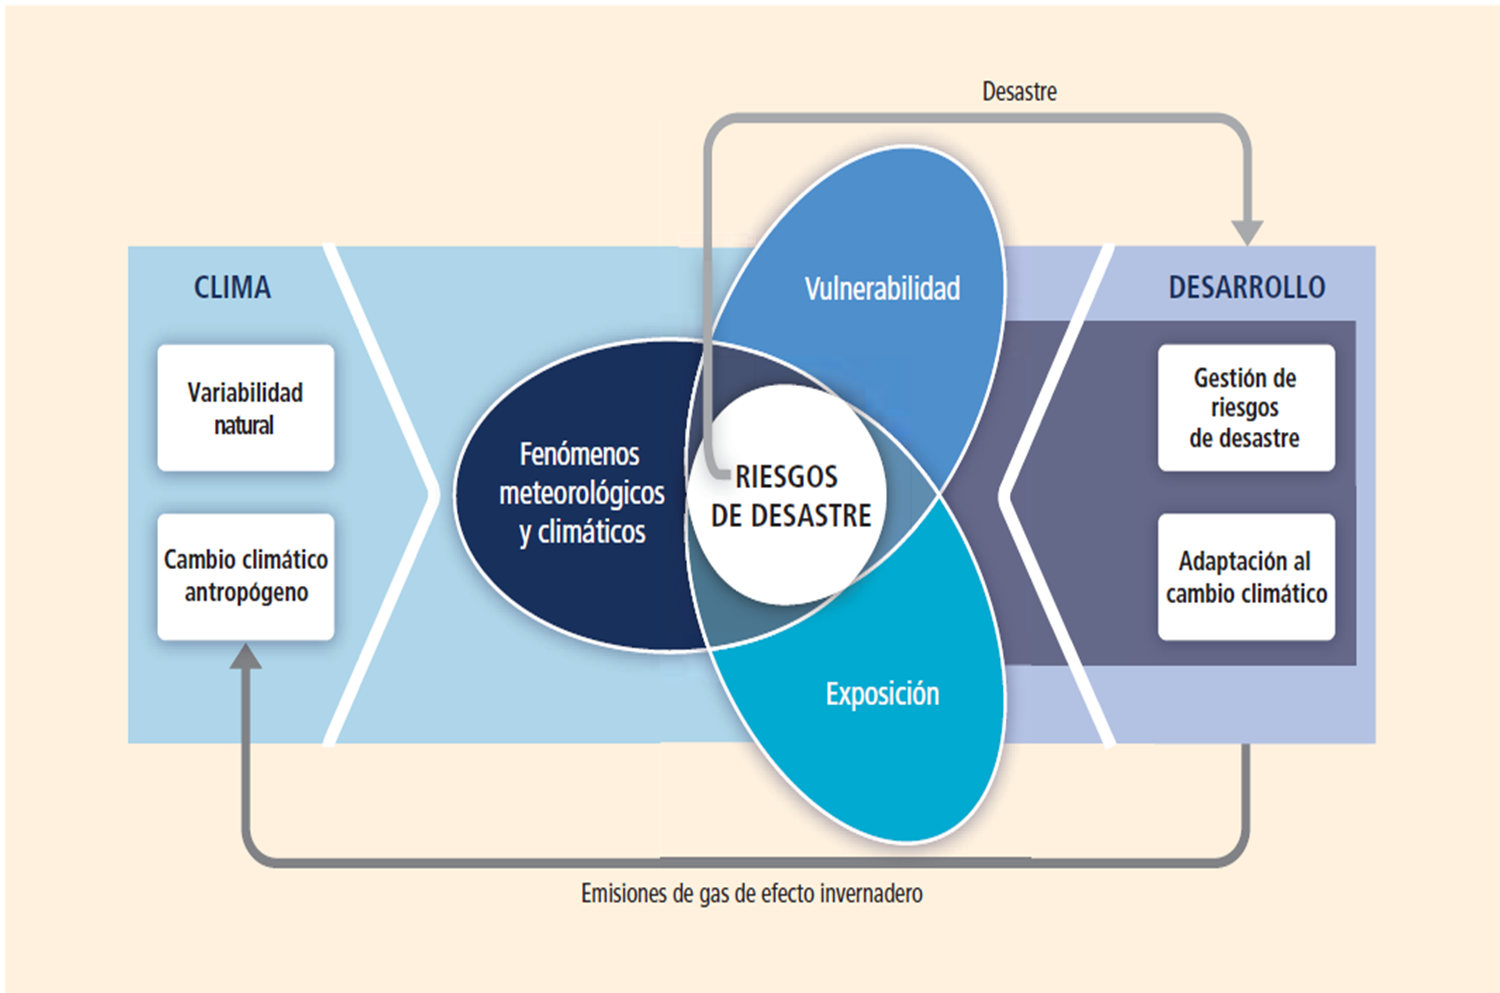 Desastre
CLIMA
Variabilidad
natural
Cambio climático
antropógeno
Fenómenos
meteorológicos
y climáticos
Vulnerabilidad
RIESGOS
DE DESASTRE
Exposición
DESARROLLO
Gestión de
riesgos
de desastre
Adaptación al
cambio climático
Emisiones de gas de efecto invernadero